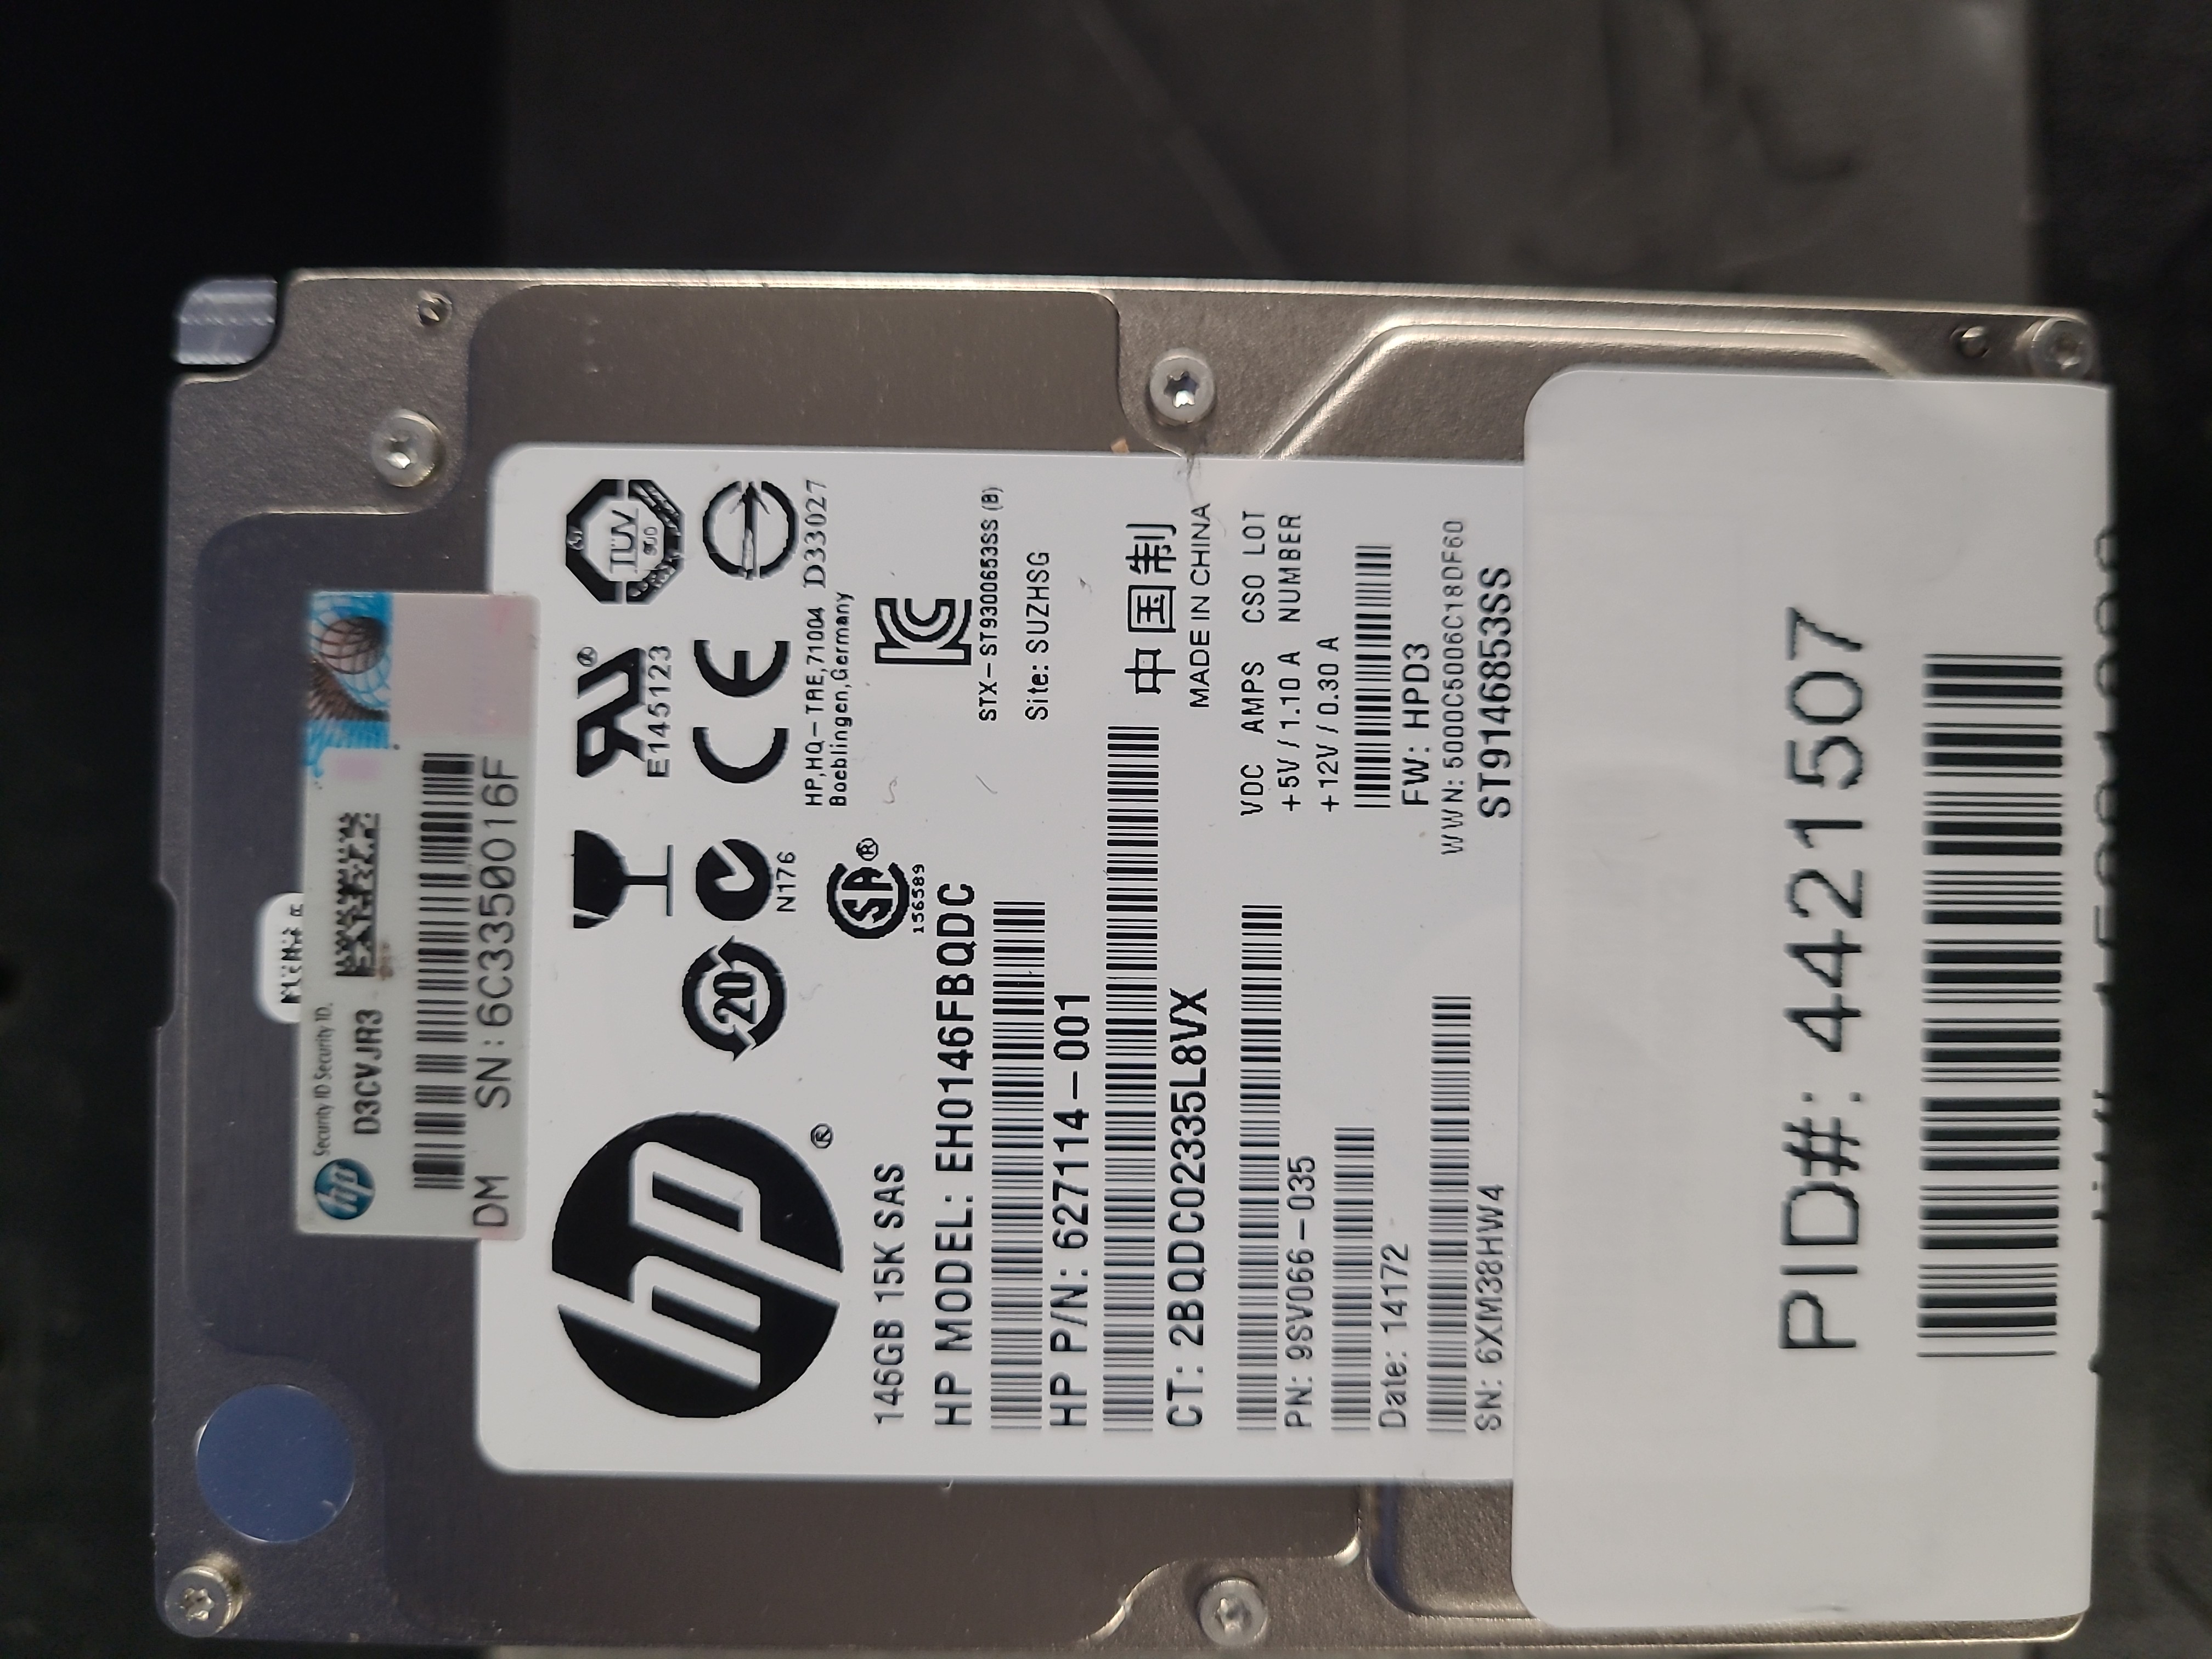 hp Security ID Security ID.
D3CVJR3
DM SN:6C3350016F
hp®
E145123
TÜV
20
N176
CE
HP,HQ-TRE,71004 D33027
Boeblingen,Germany
SA®
156589
146GB 15K SAS
HP MODEL: EH0146FBQDC
KC
STX-ST9300653SS (B)
Site: SUZHSG
HP P/N: 627114-001
中国制
MADE IN CHINA
CT: 2BQDC02335L8VX
VDC AMPS CSO LOT
+5V / 1.10 A NUMBER
+12V / 0.30 A
PN: 9SV066-035
Date: 14172
FW: HPD3
WWN: 5000C5006C18DF60
SN: 6XM38HW4
ST9146853SS
PID#: 4421507